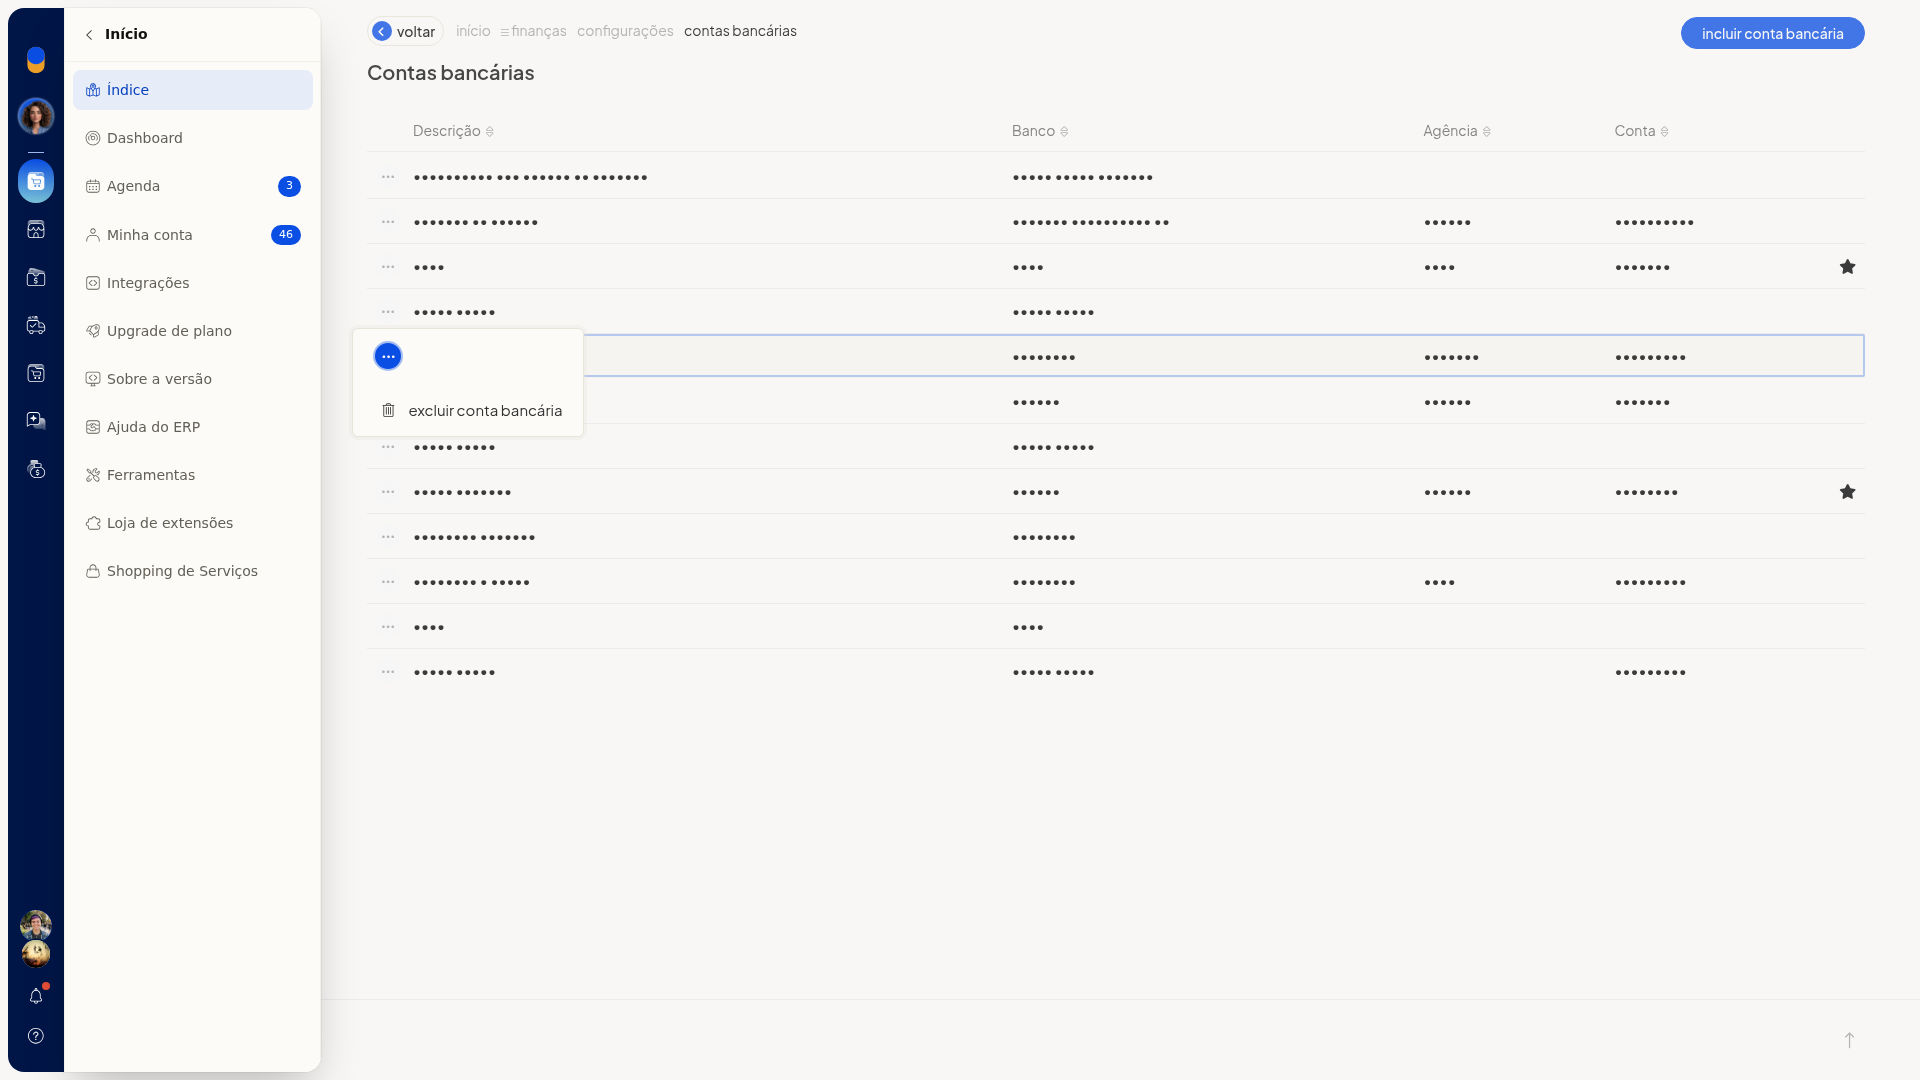 Início
Índice
Dashboard
Agenda 3
Minha conta 46
Integrações
Upgrade de plano
Sobre a versão
Ajuda do ERP
Ferramentas
Loja de extensões
Shopping de Serviços
voltar início finanças configurações contas bancárias
incluir conta bancária
Contas bancárias
Descrição Banco Agência Conta
•••••••••• ••• •••••• •• ••••••• ••••• ••••• •••••••
••••••• •• •••••• ••••••• •••••••••• •• •••••• ••••••••••
•••• •••• •••• •••••••
••••• ••••• ••••• •••••
•••••••• ••••••• •••••••••
•••••• •••••• •••••••
excluir conta bancária
••••• ••••• ••••• •••••
••••• ••••••• •••••• •••••• ••••••••
•••••••• ••••••• ••••••••
•••••••• • ••••• •••••••• •••• •••••••••
•••• ••••
••••• ••••• ••••• ••••• •••••••••